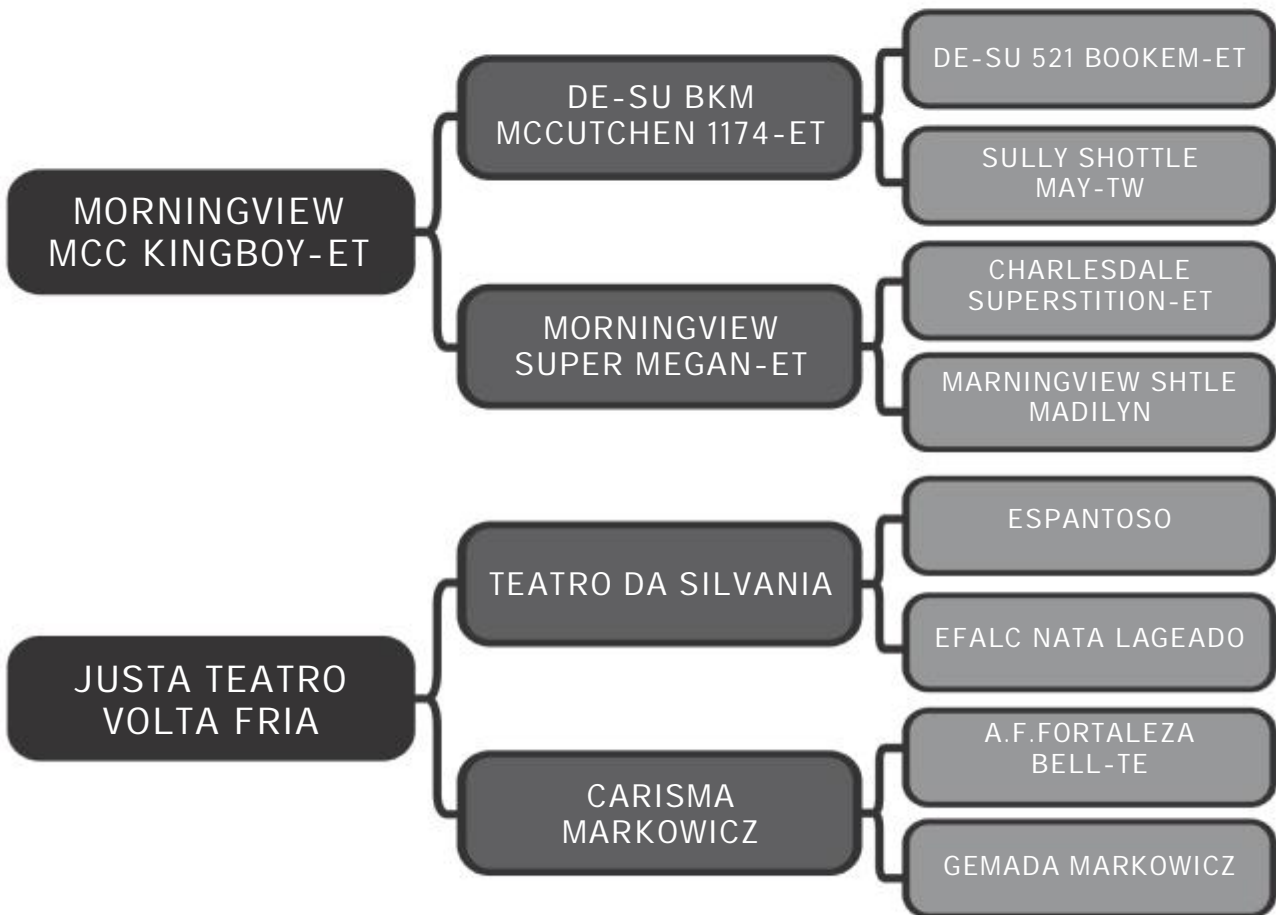 MORNINGVIEW
MCC KINGBOY-ET
DE-SU BKM
MCCUTCHEN 1174-ET
DE-SU 521 BOOKEM-ET
SULLY SHOTTLE
MAY-TW
MORNINGVIEW
SUPER MEGAN-ET
CHARLESDALE
SUPERSTITION-ET
MARNINGVIEW SHTLE
MADILYN
JUSTA TEATRO
VOLTA FRIA
TEATRO DA SILVANIA
ESPANTOSO
EFALC NATA LAGEADO
CARISMA
MARKOWICZ
A.F.FORTALEZA
BELL-TE
GEMADA MARKOWICZ